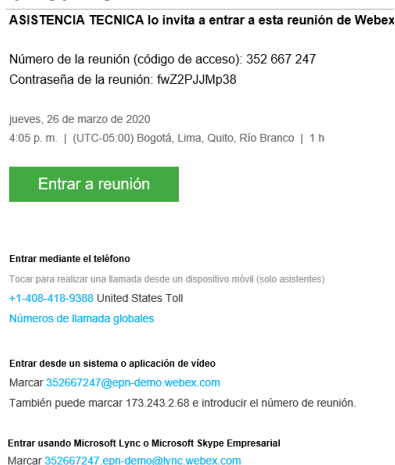 ASISTENCIA TECNICA lo invita a entrar a esta reunión de Webex
Número de la reunión (código de acceso): 352 667 247
Contraseña de la reunión: fwZ2PJJMp38
jueves, 26 de marzo de 2020
4:05 p. m. | (UTC-05:00) Bogotá, Lima, Quito, Río Branco | 1 h
Entrar a reunión
Entrar mediante el teléfono
Tocar para realizar una llamada desde un dispositivo móvil (solo asistentes)
+1-408-418-9388 United States Toll
Números de llamada globales
Entrar desde un sistema o aplicación de vídeo
Marcar 352667247@epn-demo.webex.com
También puede marcar 173.243.2.68 e introducir el número de reunión.
Entrar usando Microsoft Lync o Microsoft Skype Empresarial
Marcar 352667247.epn-demo@lync.webex.com